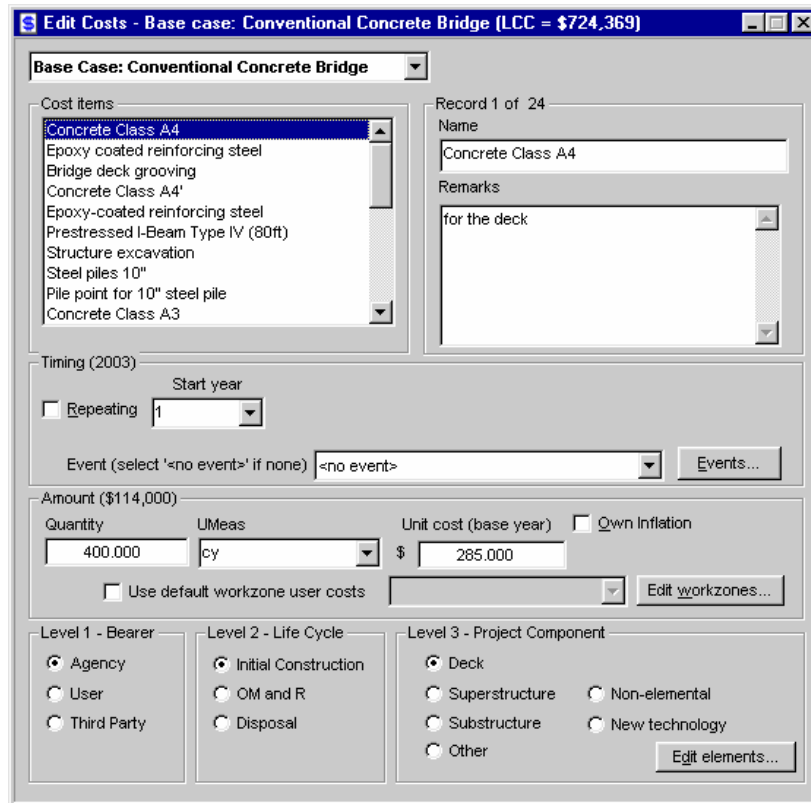 Edit Costs - Base case: Conventional Concrete Bridge (LCC = $724,369)
Base Case: Conventional Concrete Bridge
Cost items
Concrete Class A4
Epoxy coated reinforcing steel
Bridge deck grooving
Concrete Class A4'
Epoxy-coated reinforcing steel
Prestressed I-Beam Type IV (80ft)
Structure excavation
Steel piles 10"
Pile point for 10" steel pile
Concrete Class A3
Record 1 of 24
Name
Concrete Class A4
Remarks
for the deck
Timing (2003)
Start year
Repeating 1
Event (select '<no event>' if none) <no event> Events...
Amount ($114,000)
Quantity UMeas Unit cost (base year) Own Inflation
400.000 cy $ 285.000
Use default workzone user costs Edit workzones...
Level 1 - Bearer
Agency
User
Third Party
Level 2 - Life Cycle
Initial Construction
OM and R
Disposal
Level 3 - Project Component
Deck
Superstructure Non-elemental
Substructure New technology
Other
Edit elements...